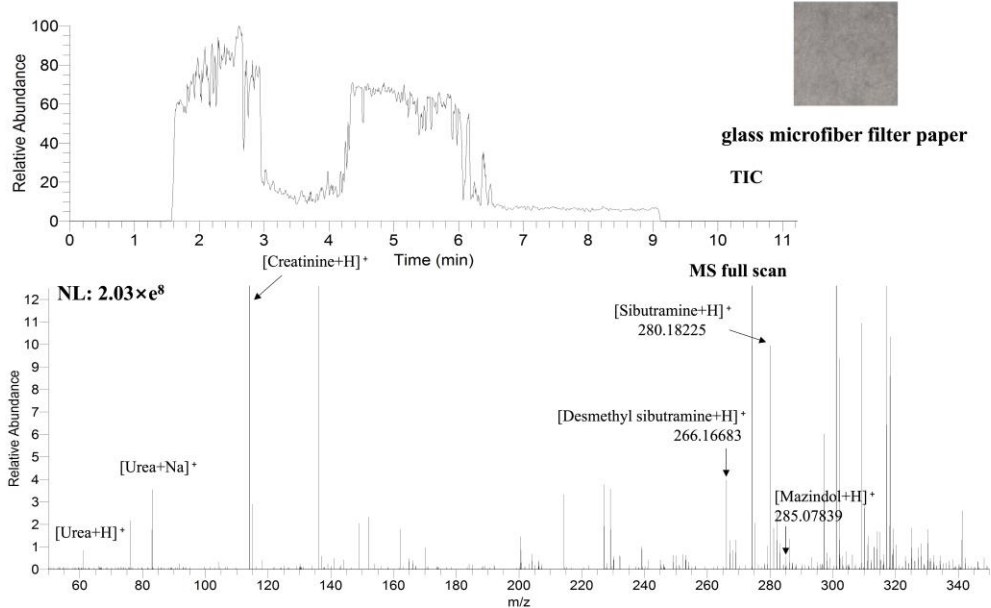 100
80
60
40
20
0
Relative Abundance
0 1 2 3 4 5 6 7 8 9 10 11
Time (min)
glass microfiber filter paper
TIC
MS full scan
NL: 2.03×e⁸
[Creatinine+H]⁺
[Sibutramine+H]⁺
280.18225
[Desmethyl sibutramine+H]⁺
266.16683
[Urea+Na]⁺
[Mazindol+H]⁺
285.07839
[Urea+H]⁺
12
11
10
9
8
7
6
5
4
3
2
1
0
Relative Abundance
60 80 100 120 140 160 180 200 220 240 260 280 300 320 340
m/z